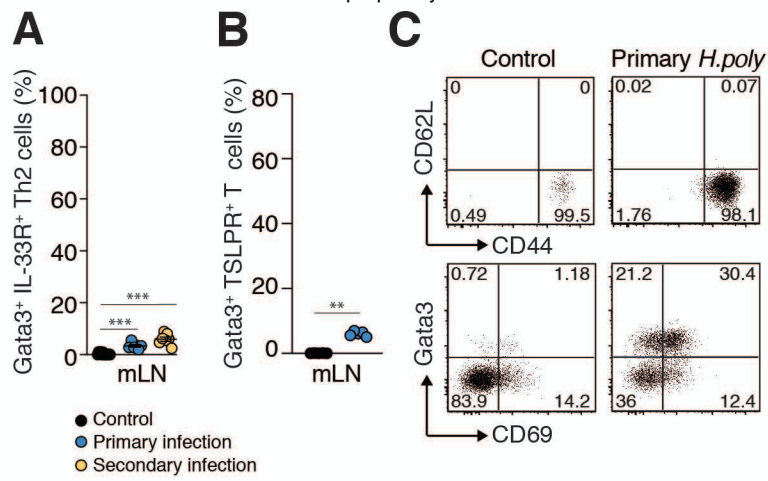 A
B
C
Gata3⁺ IL-33R⁺ Th2 cells (%)
100
80
60
40
20
0
***
***
mLN
Control
Primary infection
Secondary infection
Gata3⁺ TSLPR⁺ T cells (%)
80
60
40
20
0
**
mLN
Control
Primary H.poly
CD62L
0 0
0.49 99.5
0.02 0.07
1.76 98.1
CD44
Gata3
0.72 1.18
83.9 14.2
21.2 30.4
36 12.4
CD69